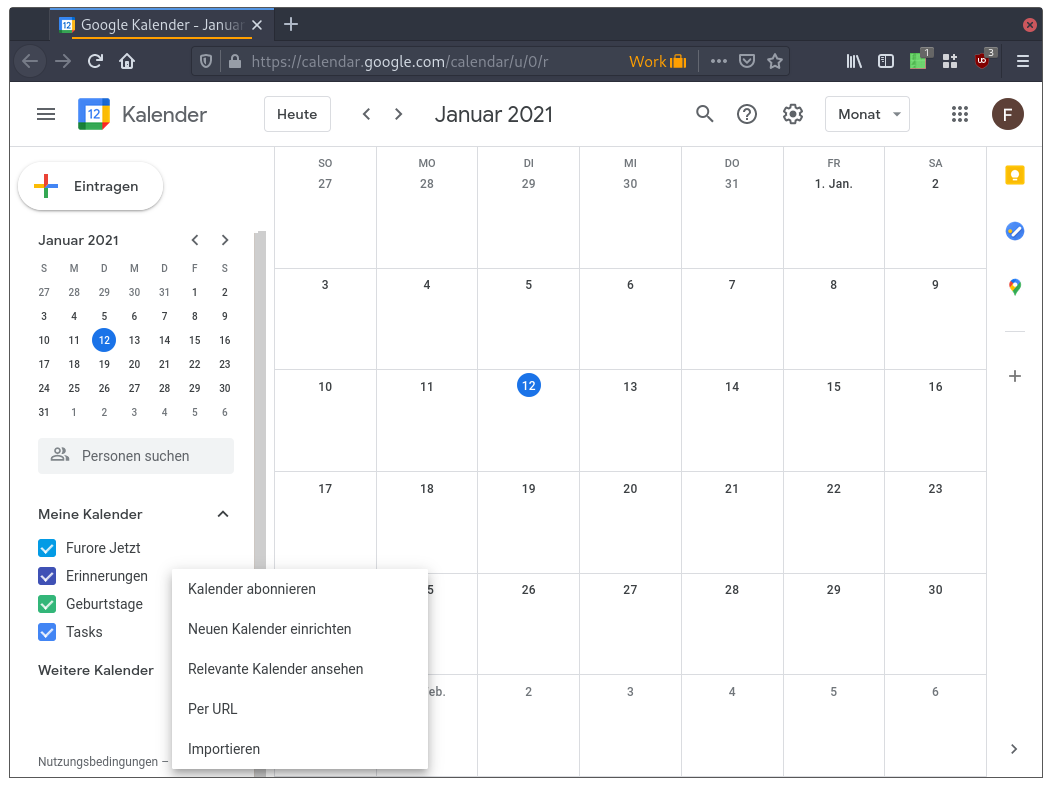 Google Kalender - Janua
https://calendar.google.com/calendar/u/0/r
Work
1
3
12
Kalender
Heute
Januar 2021
Monat
F
Eintragen
Januar 2021
S M D M D F S
27 28 29 30 31 1 2
3 4 5 6 7 8 9
10 11 12 13 14 15 16
17 18 19 20 21 22 23
24 25 26 27 28 29 30
31 1 2 3 4 5 6
Personen suchen
Meine Kalender
Furore Jetzt
Erinnerungen
Geburtstage
Tasks
Weitere Kalender
Nutzungsbedingungen –
Kalender abonnieren
Neuen Kalender einrichten
Relevante Kalender ansehen
Per URL
Importieren
SO MO DI MI DO FR SA
27 28 29 30 31 1. Jan. 2
3 4 5 6 7 8 9
10 11 12 13 14 15 16
17 18 19 20 21 22 23
5 26 27 28 29 30
eb. 2 3 4 5 6